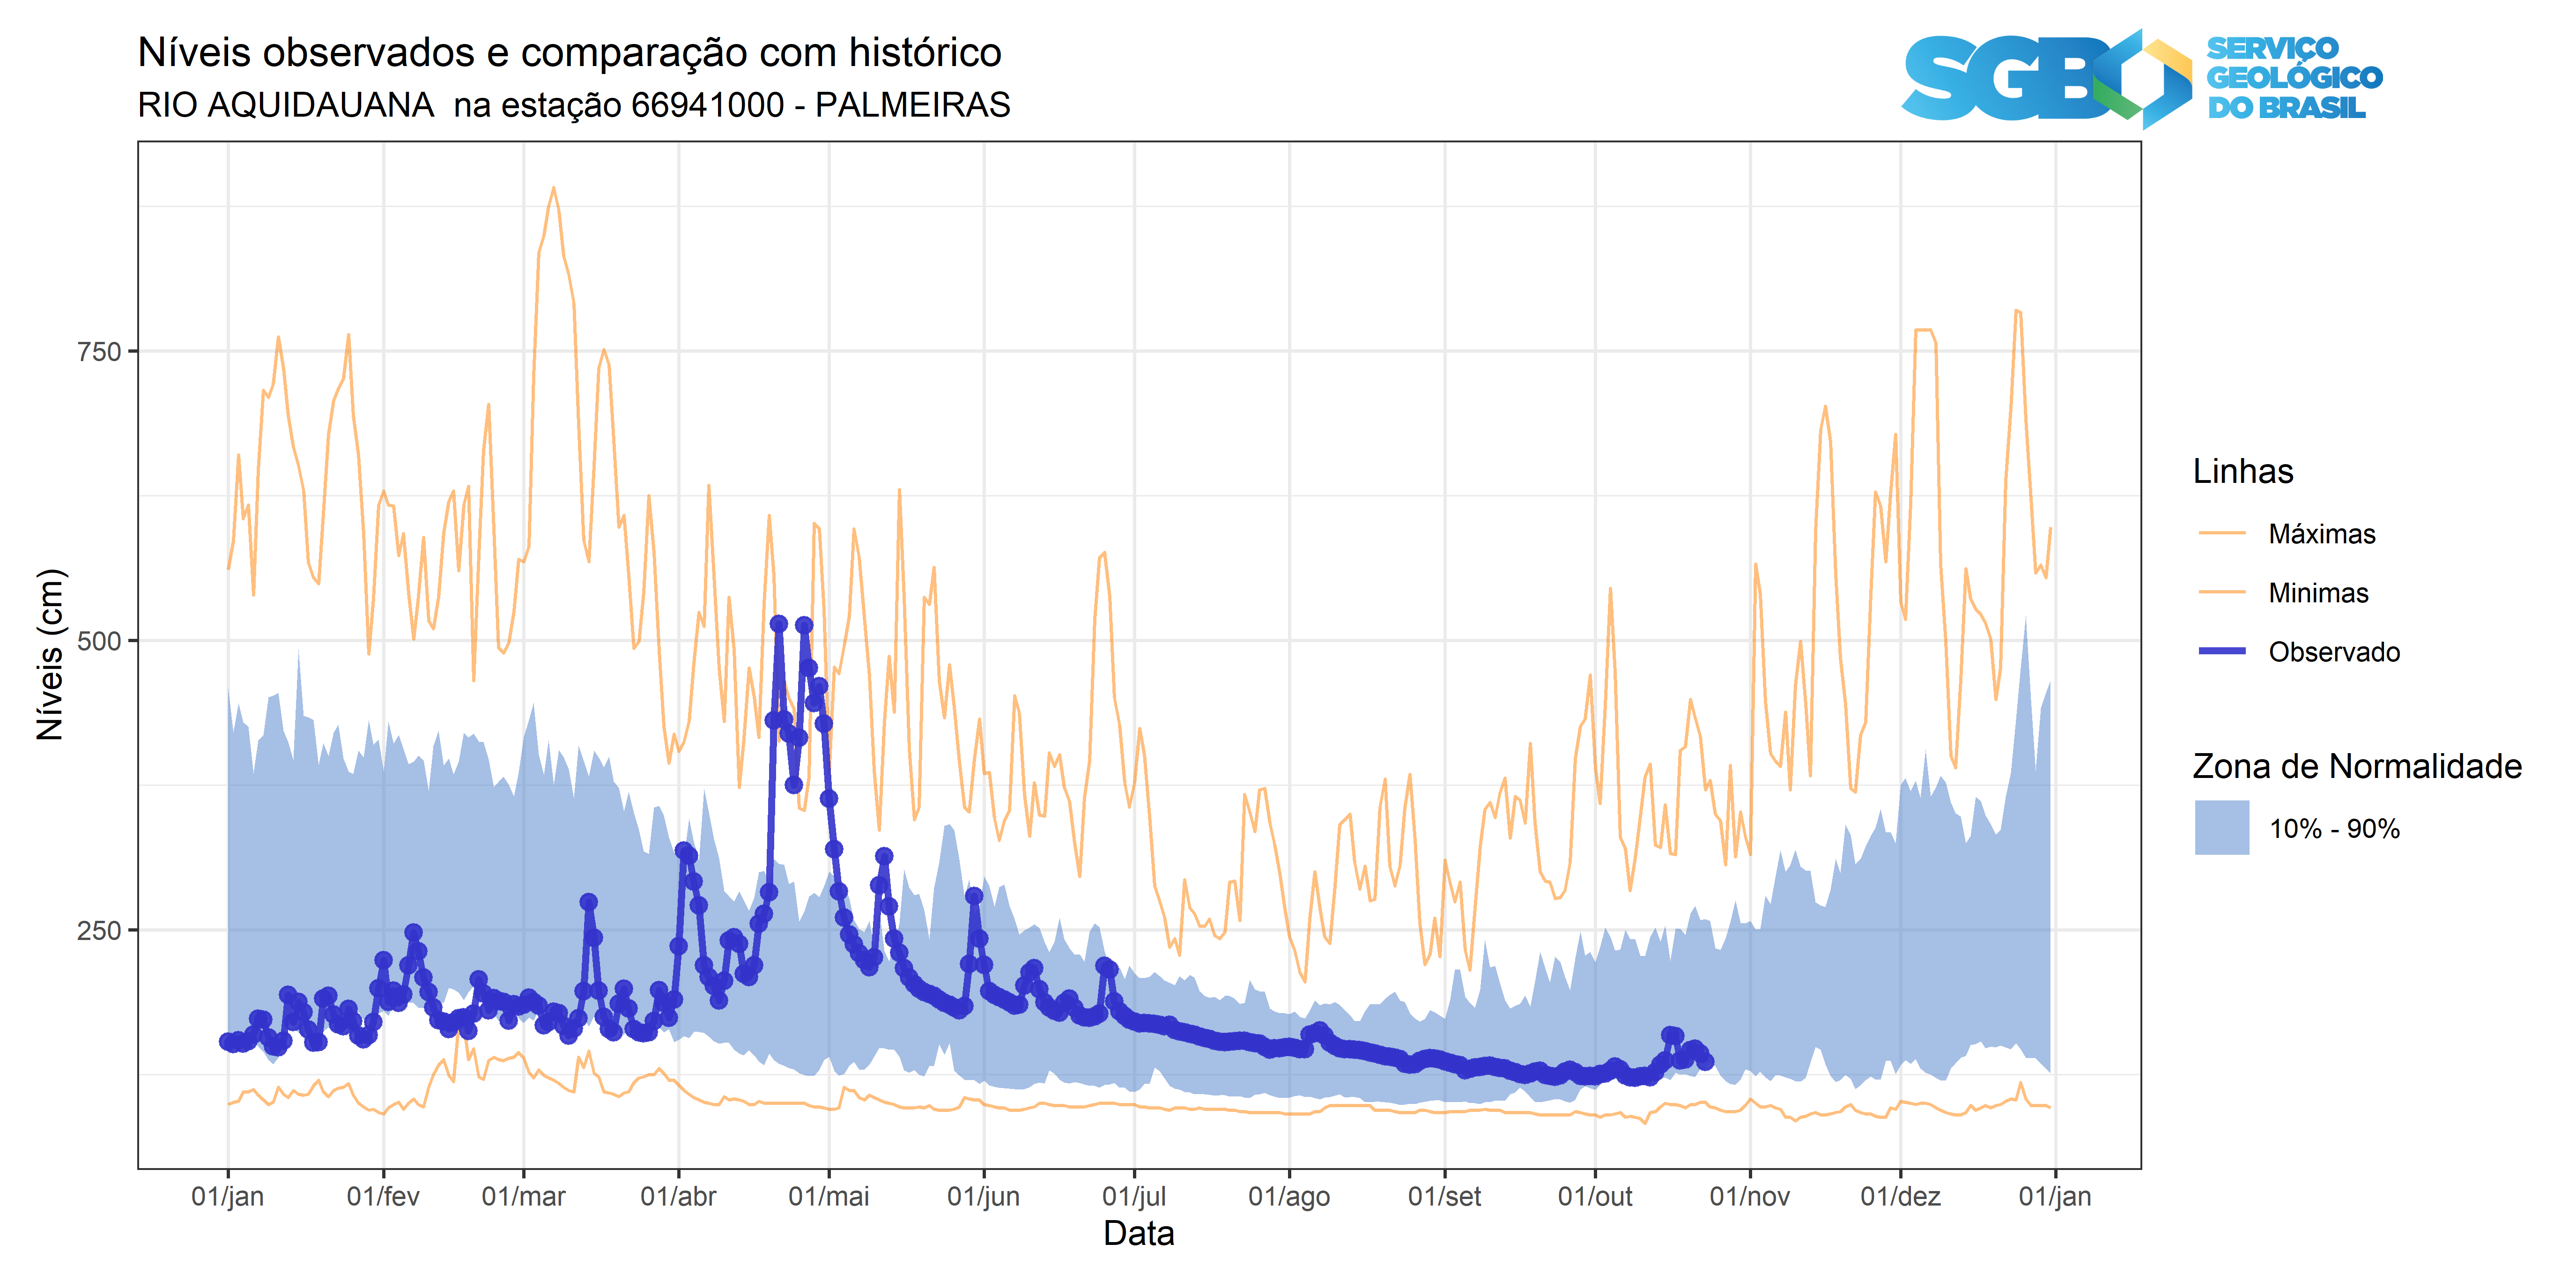 Níveis observados e comparação com histórico
RIO AQUIDAUANA  na estação 66941000 - PALMEIRAS
SGB
SERVIÇO
GEOLÓGICO
DO BRASIL
Níveis (cm)
750
500
250
01/jan
01/fev
01/mar
01/abr
01/mai
01/jun
01/jul
01/ago
01/set
01/out
01/nov
01/dez
01/jan
Data
Linhas
Máximas
Minimas
Observado
Zona de Normalidade
10% - 90%